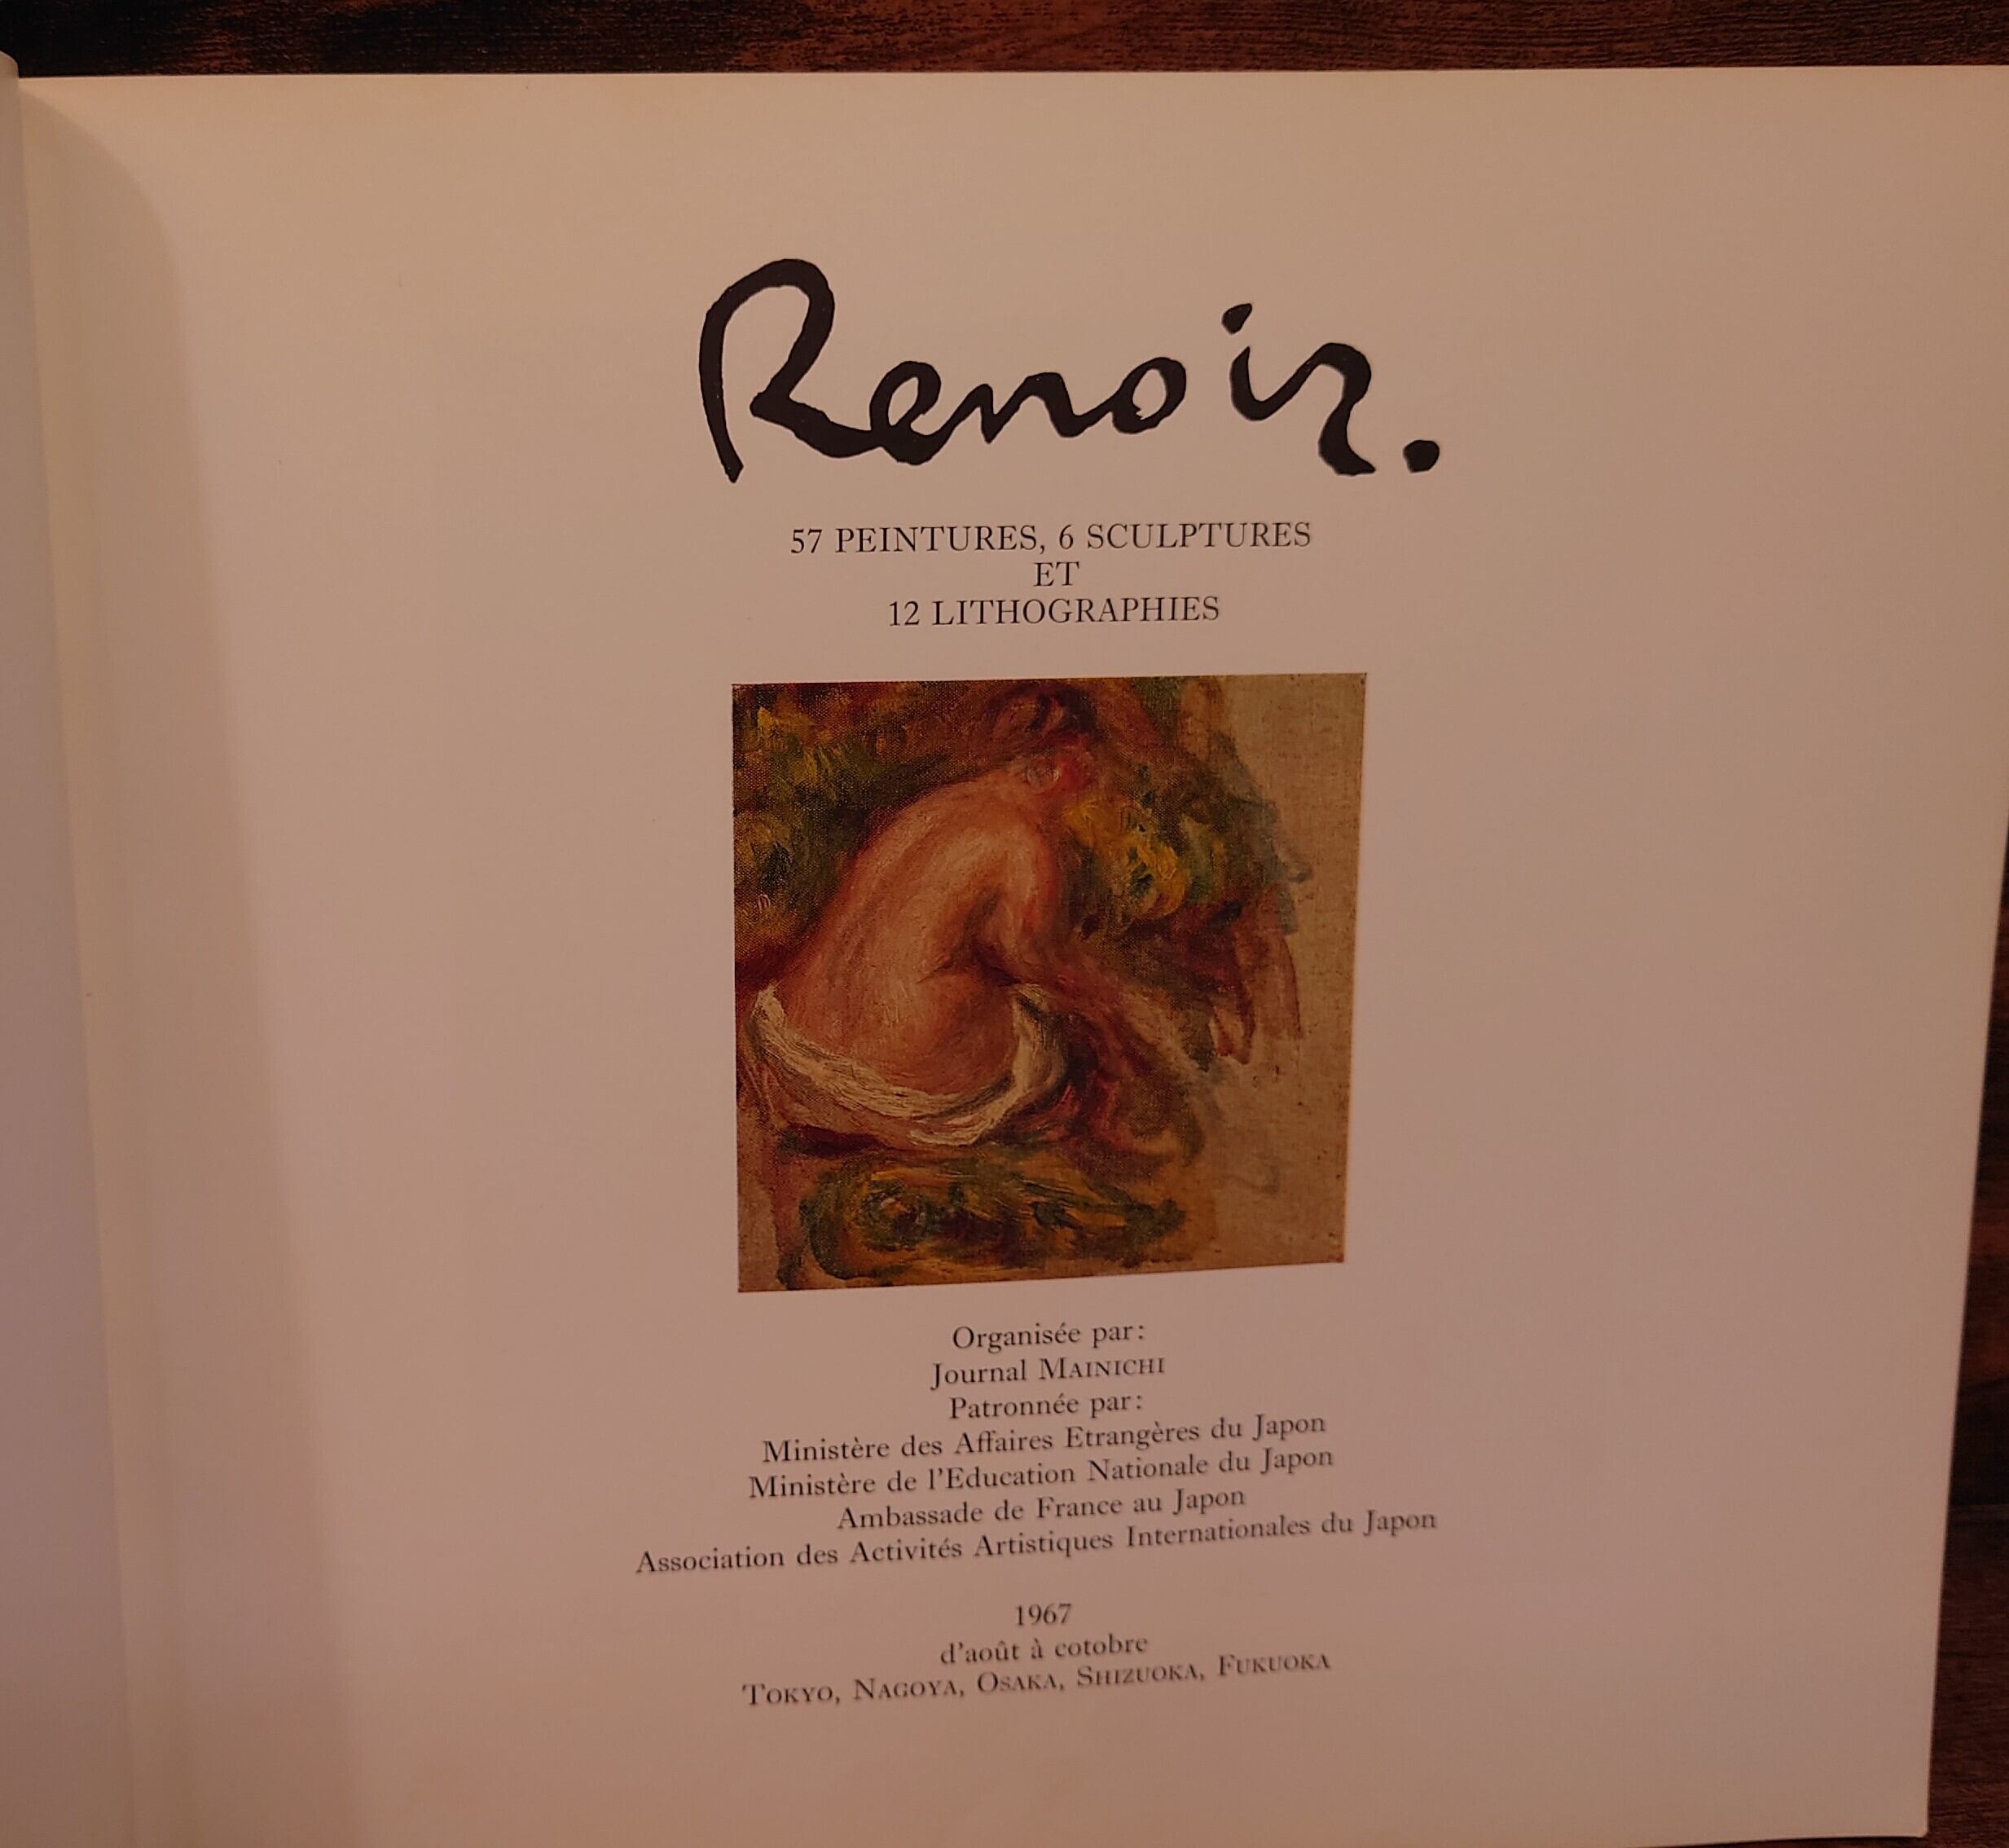 Renoir.
57 PEINTURES, 6 SCULPTURES
ET
12 LITHOGRAPHIES
Organisée par:
Journal MAINICHI
Patronnée par:
Ministère des Affaires Etrangères du Japon
Ministère de l'Education Nationale du Japon
Ambassade de France au Japon
Association des Activités Artistiques Internationales du Japon
1967
d'août à cotobre
TOKYO, NAGOYA, OSAKA, SHIZUOKA, FUKUOKA